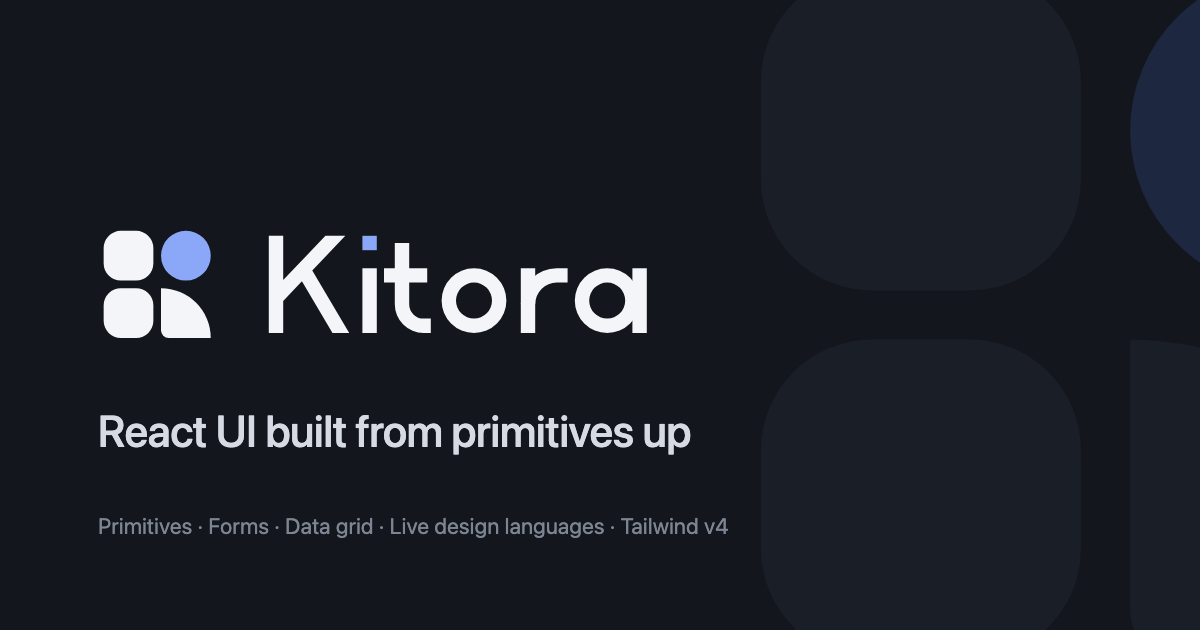 Kitora
React UI built from primitives up
Primitives · Forms · Data grid · Live design languages · Tailwind v4